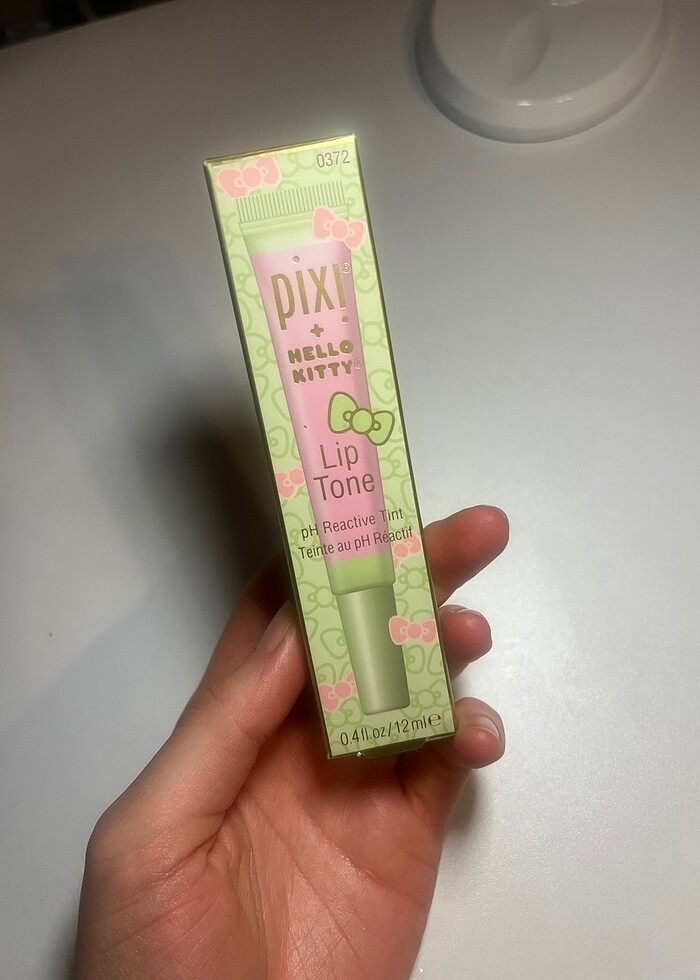 0372
pixi®
+
HELLO
KITTY®
Lip
Tone
pH Reactive Tint
Teinte au pH Réactif
0.4 fl.oz/12 ml ℮